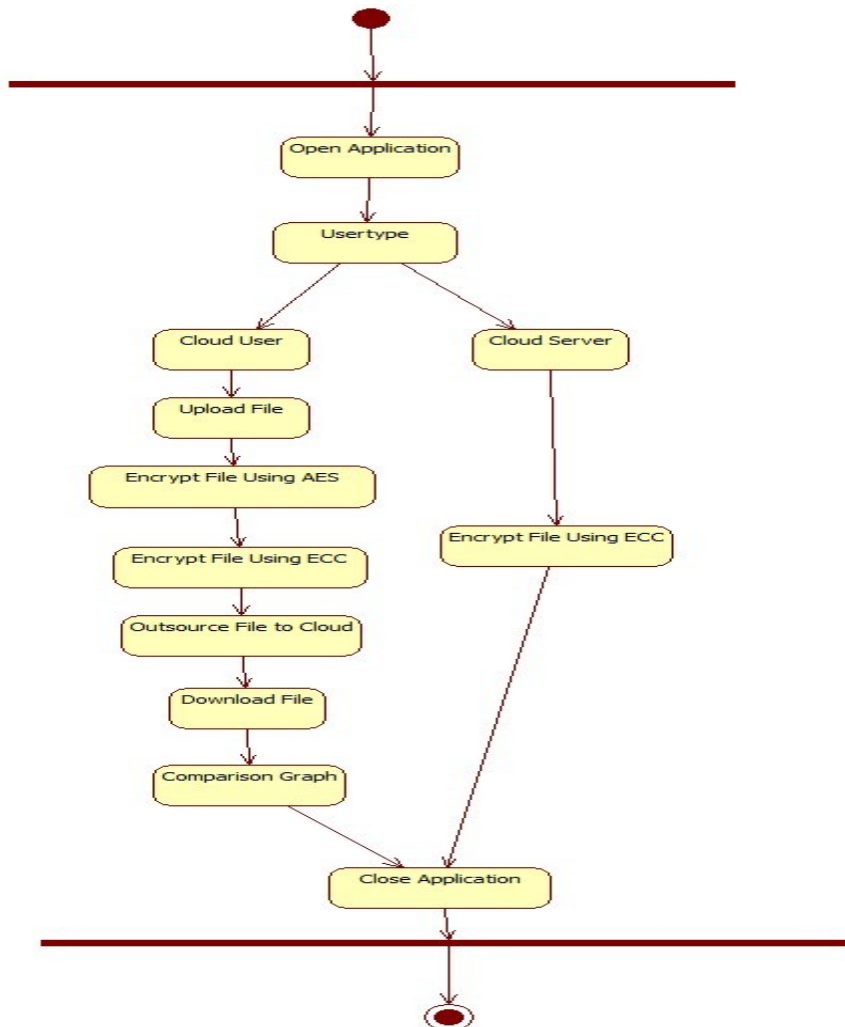 Open Application
Usertype
Cloud User
Cloud Server
Upload File
Encrypt File Using AES
Encrypt File Using ECC
Encrypt File Using ECC
Outsource File to Cloud
Download File
Comparison Graph
Close Application